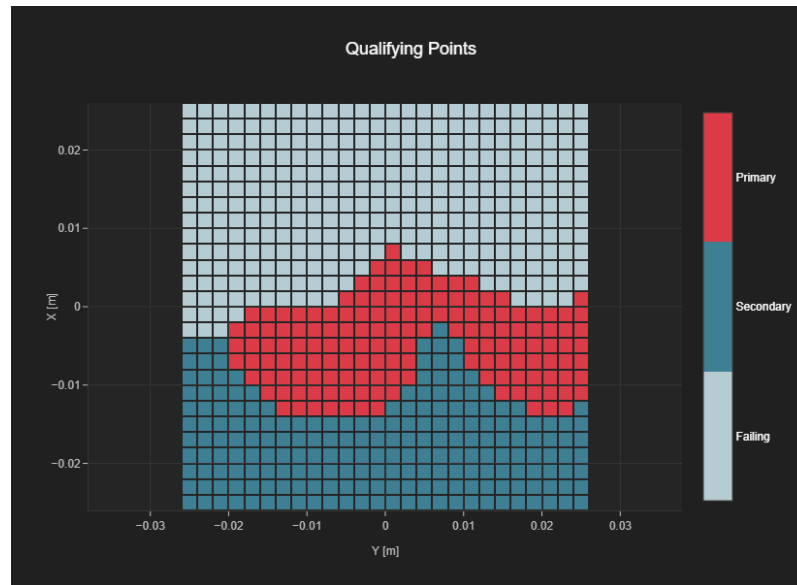 Qualifying Points
0.02
0.01
0
−0.01
−0.02
X [m]
−0.03
−0.02
−0.01
0
0.01
0.02
0.03
Y [m]
Primary
Secondary
Failing